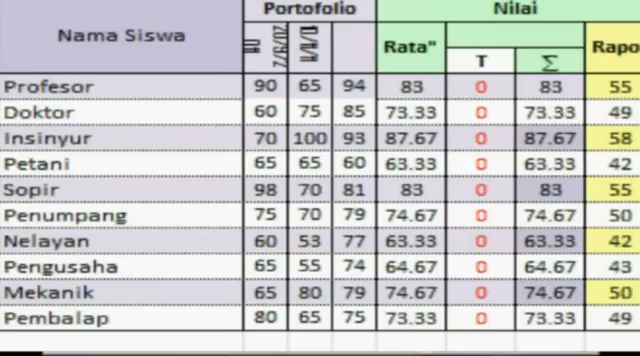 Nama Siswa Portofolio Nilai
Rata" T ∑ Rapo
Profesor 90 65 94 83 0 83 55
Doktor 60 75 85 73.33 0 73.33 49
Insinyur 70 100 93 87.67 0 87.67 58
Petani 65 65 60 63.33 0 63.33 42
Sopir 98 70 81 83 0 83 55
Penumpang 75 70 79 74.67 0 74.67 50
Nelayan 60 53 77 63.33 0 63.33 42
Pengusaha 65 55 74 64.67 0 64.67 43
Mekanik 65 80 79 74.67 0 74.67 50
Pembalap 80 65 75 73.33 0 73.33 49